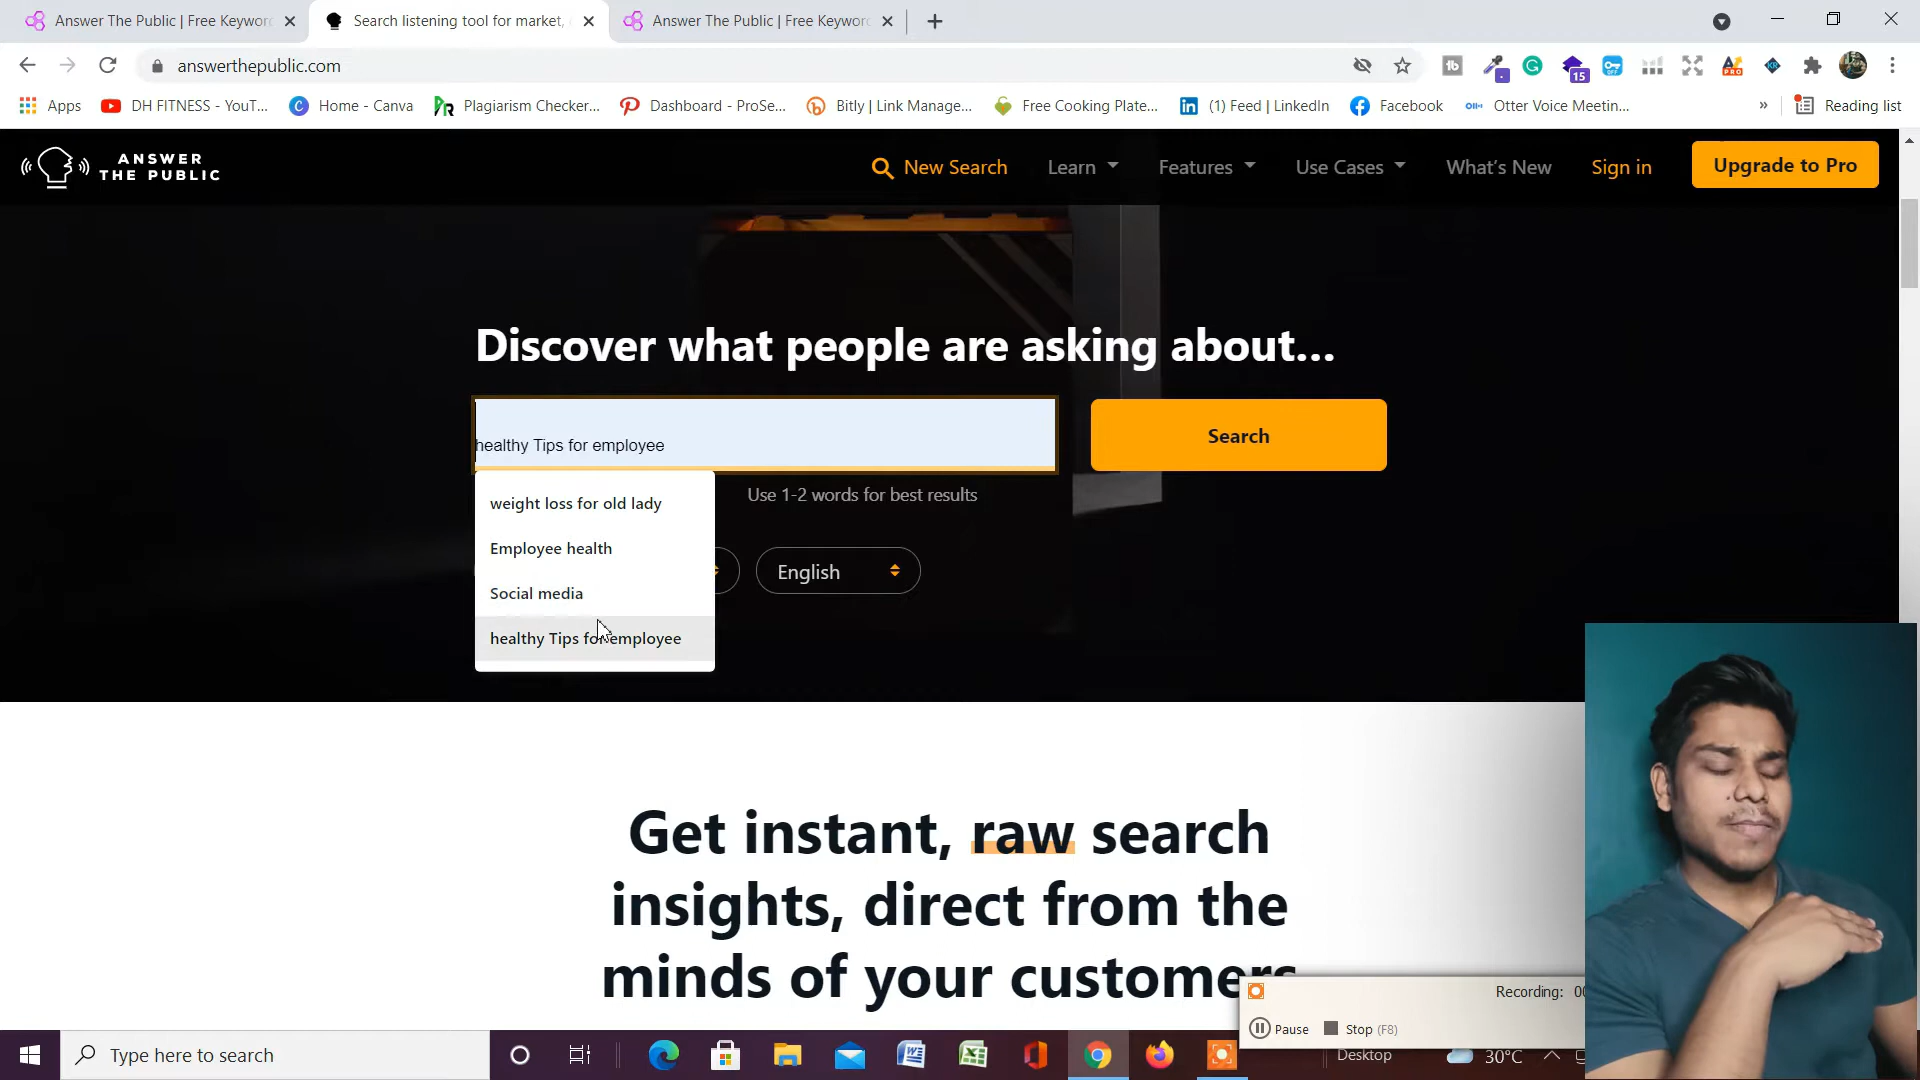 Answer The Public | Free Keywor
Search listening tool for market,
Answer The Public | Free Keywor
answerthepublic.com
15
Apps
DH FITNESS - YouT...
Home - Canva
Plagiarism Checker...
Dashboard - ProSe...
Bitly | Link Manage...
Free Cooking Plate...
(1) Feed | LinkedIn
Facebook
Otter Voice Meetin...
»
Reading list
ANSWER
THE PUBLIC
New Search
Learn
Features
Use Cases
What's New
Sign in
Upgrade to Pro
Discover what people are asking about...
healthy Tips for employee
Search
Use 1-2 words for best results
weight loss for old lady
Employee health
Social media
healthy Tips for employee
English
Get instant, raw search
insights, direct from the
minds of your customers
Recording: 00
Pause
Stop (F8)
Type here to search
Desktop
30°C